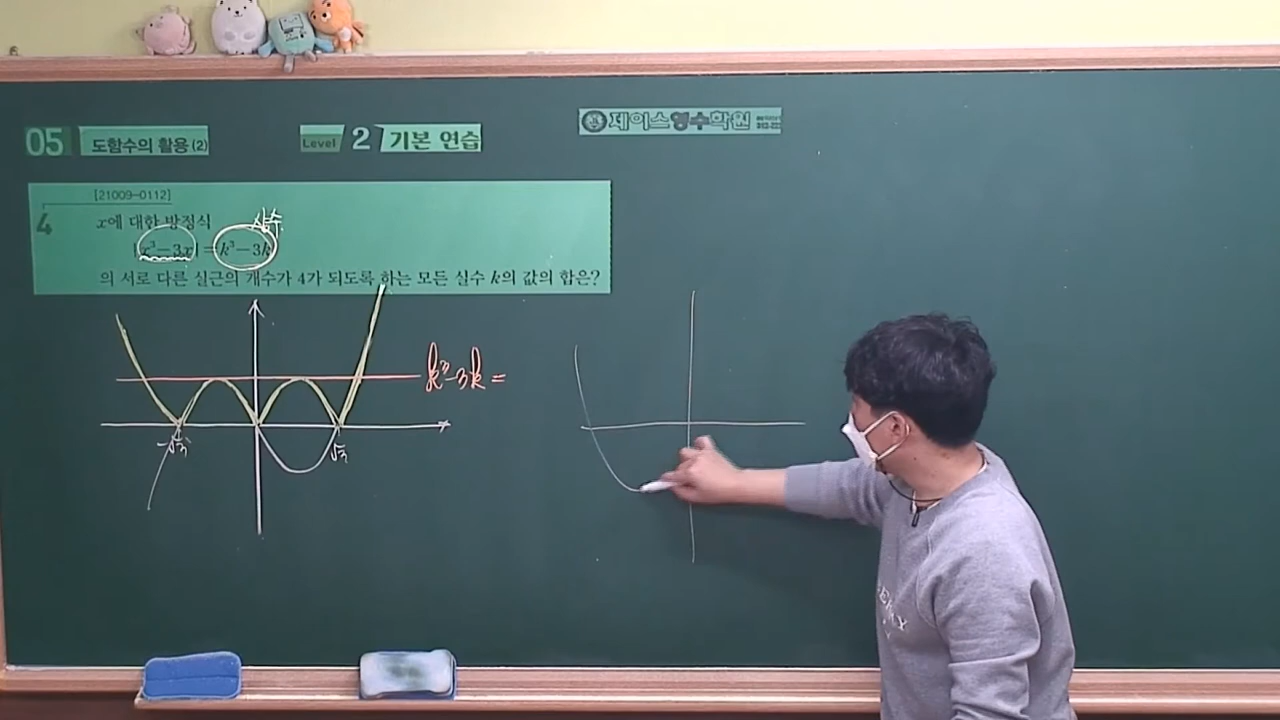 05 도함수의 활용 (2) Level 2 기본 연습
제이스영수학원
[21009-0112]
4 x에 대한 방정식
상수
|x³-3x|=k³-3k
의 서로 다른 실근의 개수가 4가 되도록 하는 모든 실수 k의 값의 합은?
k³-3k=
-√3 √3